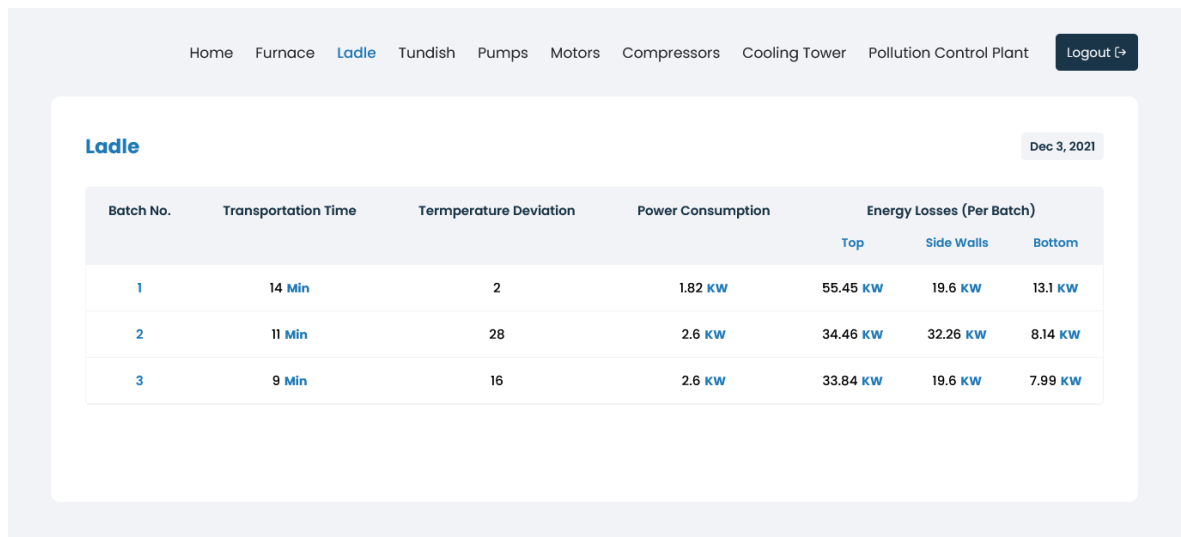 Home Furnace Ladle Tundish Pumps Motors Compressors Cooling Tower Pollution Control Plant Logout
Ladle Dec 3, 2021
Batch No. Transportation Time Termperature Deviation Power Consumption Energy Losses (Per Batch)
Top Side Walls Bottom
1 14 Min 2 1.82 KW 55.45 KW 19.6 KW 13.1 KW
2 11 Min 28 2.6 KW 34.46 KW 32.26 KW 8.14 KW
3 9 Min 16 2.6 KW 33.84 KW 19.6 KW 7.99 KW